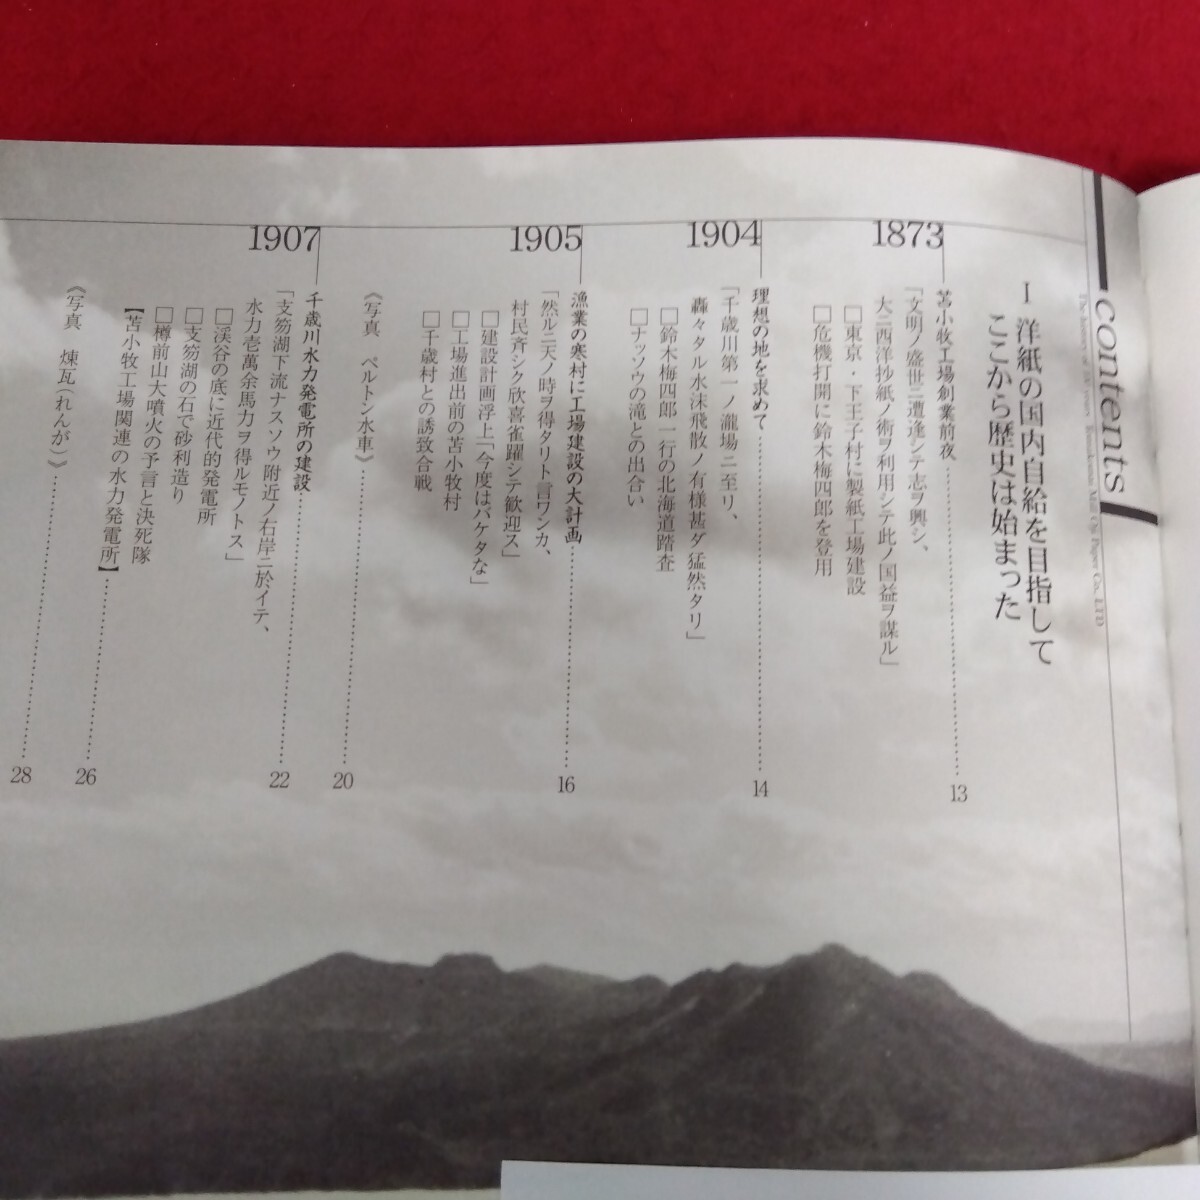 contents
The history of 100 years Tomakomai Mill Oji Paper Co., LTD
I 洋紙の国内自給を目指して
ここから歴史は始まった
1873
苫小牧工場創業前夜 13
「文明ノ盛世ニ遭逢シテ志ヲ興シ、
大ニ西洋抄紙ノ術ヲ利用シテ此ノ国益ヲ謀ル」
□東京・下王子村に製紙工場建設
□危機打開に鈴木梅四郎を登用
1904
理想の地を求めて 14
「千歳川第一ノ瀧場ニ至リ、
轟々タル水沫飛散ノ有様甚ダ猛然タリ」
□鈴木梅四郎一行の北海道踏査
□ナッソウの滝との出合い
1905
漁業の寒村に工場建設の大計画 16
「然ルニ天ノ時ヲ得タリト言ワンカ、
村民斉シク欣喜雀躍シテ歓迎ス」
□建設計画浮上「今度はバケタな」
□工場進出前の苫小牧村
□千歳村との誘致合戦
《写真 ペルトン水車》 20
1907
千歳川水力発電所の建設 22
「支笏湖下流ナスソウ附近ノ右岸ニ於イテ、
水力壱萬余馬力ヲ得ルモノトス」
□渓谷の底に近代的発電所
□支笏湖の石で砂利造り
□樽前山大噴火の予言と決死隊
【苫小牧工場関連の水力発電所】 26
《写真 煉瓦(れんが)》 28